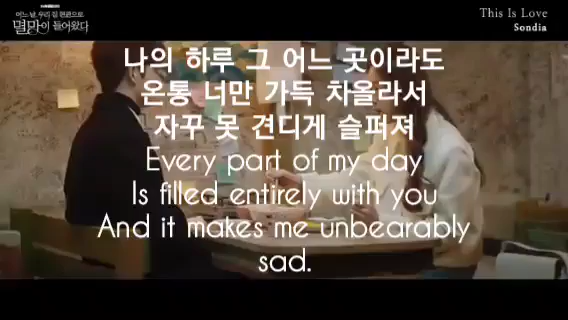 어느 날, 우리 집 현관으로
멸망이 들어왔다
This Is Love
Sondia
나의 하루 그 어느 곳이라도
온통 너만 가득 차올라서
자꾸 못 견디게 슬퍼져
Every part of my day
Is filled entirely with you
And it makes me unbearably
sad.